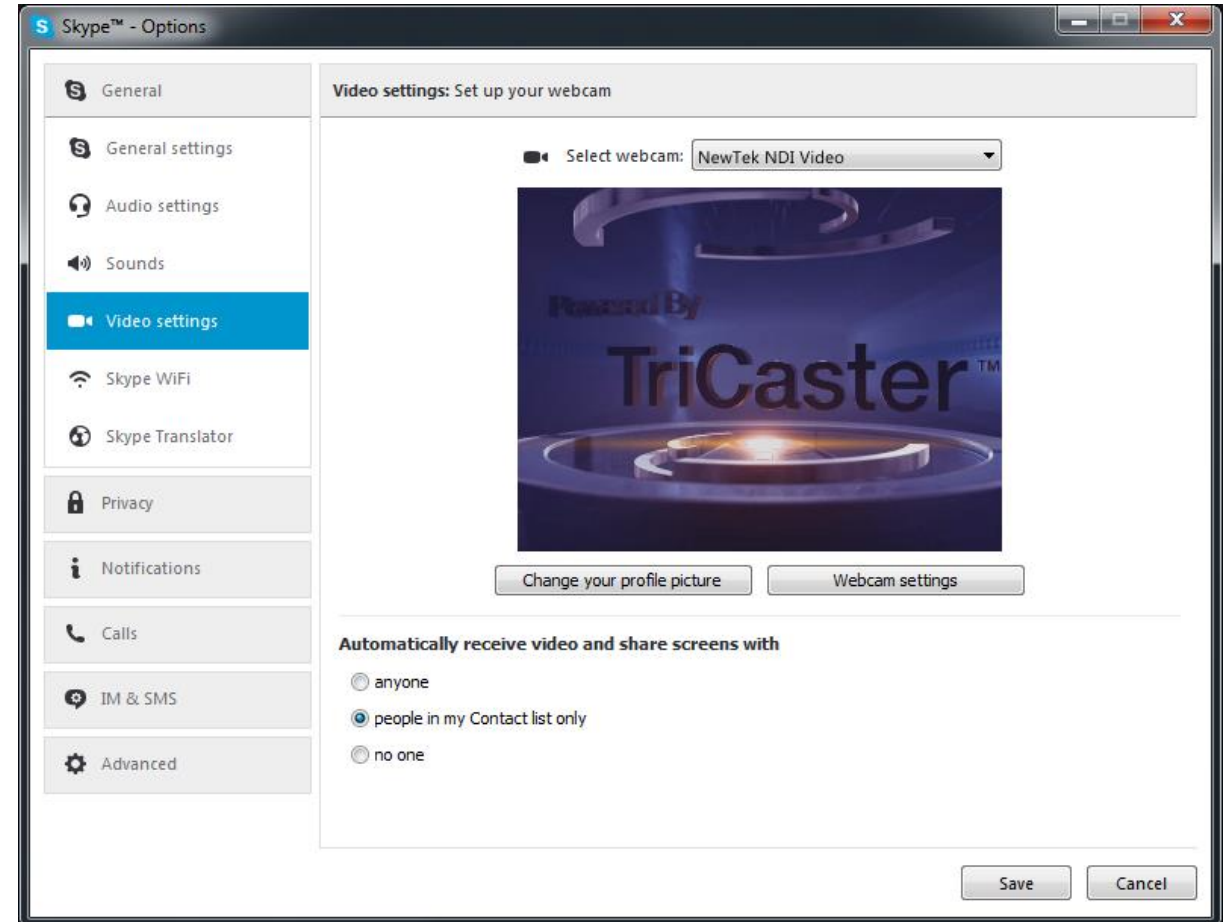 Skype™ - Options
General
General settings
Audio settings
Sounds
Video settings
Skype WiFi
Skype Translator
Privacy
Notifications
Calls
IM & SMS
Advanced
Video settings: Set up your webcam
Select webcam: NewTek NDI Video
Powered By
TriCaster™
Change your profile picture
Webcam settings
Automatically receive video and share screens with
anyone
people in my Contact list only
no one
Save
Cancel